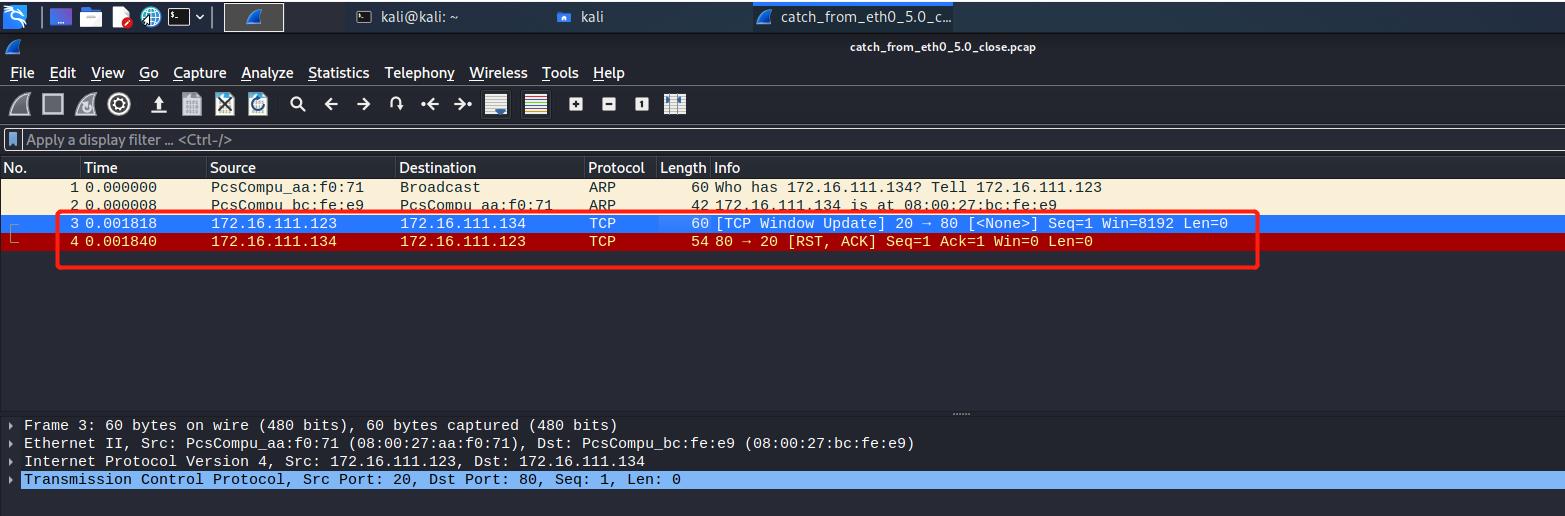 kali@kali: ~ kali catch_from_eth0_5.0_c...
catch_from_eth0_5.0_close.pcap
File Edit View Go Capture Analyze Statistics Telephony Wireless Tools Help
Apply a display filter ... <Ctrl-/>
No. Time Source Destination Protocol Length Info
1 0.000000 PcsCompu_aa:f0:71 Broadcast ARP 60 Who has 172.16.111.134? Tell 172.16.111.123
2 0.000008 PcsCompu_bc:fe:e9 PcsCompu_aa:f0:71 ARP 42 172.16.111.134 is at 08:00:27:bc:fe:e9
3 0.001818 172.16.111.123 172.16.111.134 TCP 60 [TCP Window Update] 20 → 80 [<None>] Seq=1 Win=8192 Len=0
4 0.001840 172.16.111.134 172.16.111.123 TCP 54 80 → 20 [RST, ACK] Seq=1 Ack=1 Win=0 Len=0
Frame 3: 60 bytes on wire (480 bits), 60 bytes captured (480 bits)
Ethernet II, Src: PcsCompu_aa:f0:71 (08:00:27:aa:f0:71), Dst: PcsCompu_bc:fe:e9 (08:00:27:bc:fe:e9)
Internet Protocol Version 4, Src: 172.16.111.123, Dst: 172.16.111.134
Transmission Control Protocol, Src Port: 20, Dst Port: 80, Seq: 1, Len: 0